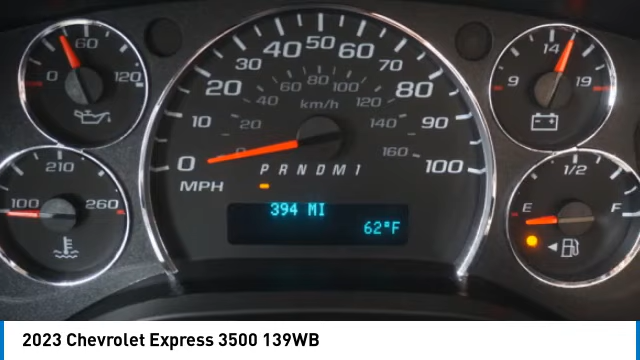 0 60 120
100 210 260
0 10 20 30 40 50 60 70 80 90 100
20 40 60 80 100 120 140 160
km/h
MPH
P R N D M 1
394 MI
62°F
9 14 19
E 1/2 F
2023 Chevrolet Express 3500 139WB